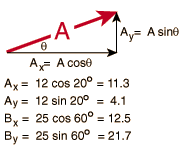 A
θ
Ay= A sinθ
Ax= A cosθ
Ax = 12 cos 20° = 11.3
Ay = 12 sin 20° = 4.1
Bx = 25 cos 60° = 12.5
By = 25 sin 60° = 21.7